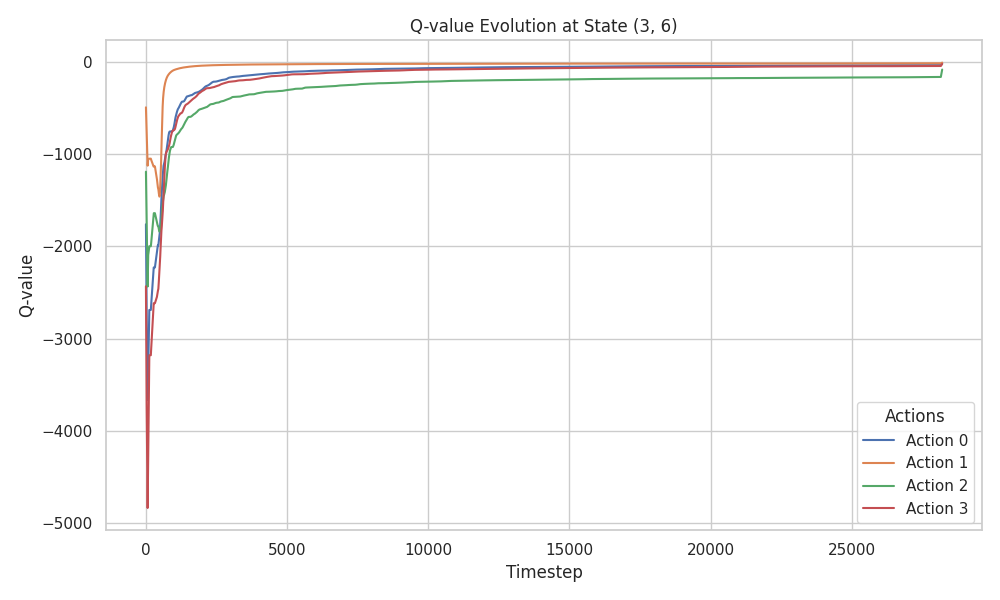 Q-value Evolution at State (3, 6)
Q-value
0
−1000
−2000
−3000
−4000
−5000
0
5000
10000
15000
20000
25000
Timestep
Actions
Action 0
Action 1
Action 2
Action 3